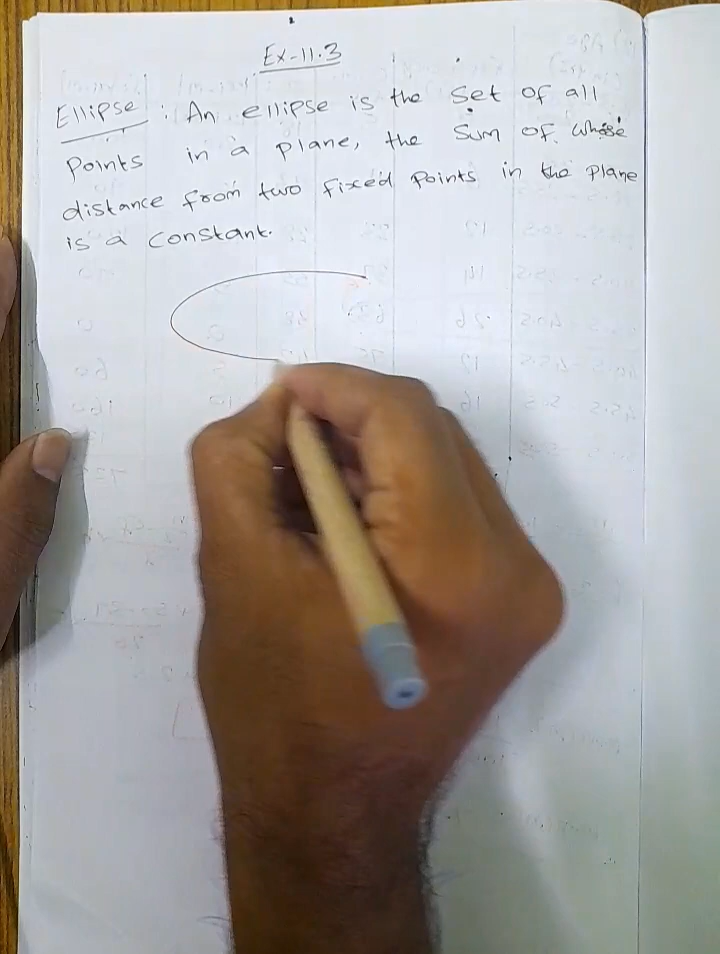 Ex-11.3
Ellipse : An ellipse is the set of all
Points in a plane, the sum of whose
distance from two fixed points in the plane
is a constant.